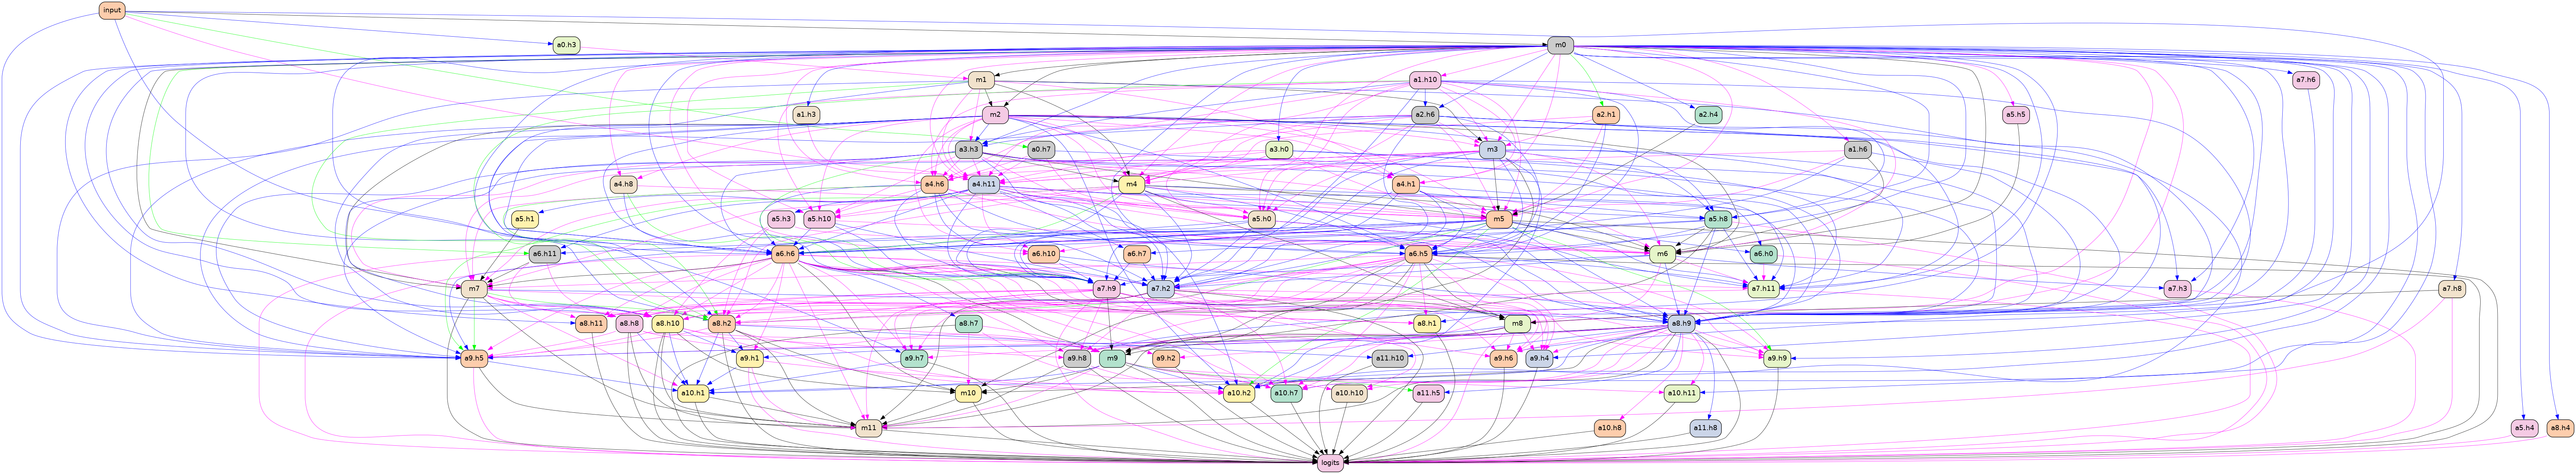 input
a0.h3 m0
m1 a1.h10 a7.h6
a1.h3 m2 a2.h6 a2.h1 a2.h4 a5.h5
a3.h3 a0.h7 a3.h0 m3 a1.h6
a4.h8 a4.h6 a4.h11 m4 a4.h1
a5.h1 a5.h3 a5.h10 a5.h0 m5 a5.h8
a6.h11 a6.h6 a6.h10 a6.h7 a6.h5 m6 a6.h0
m7 a7.h9 a7.h2 a7.h11 a7.h3 a7.h8
a8.h11 a8.h8 a8.h10 a8.h2 a8.h7 a8.h1 m8 a8.h9
a9.h5 a9.h1 a9.h7 a9.h8 m9 a9.h2 a11.h10 a9.h6 a9.h4 a9.h9
a10.h1 m10 a10.h2 a10.h7 a10.h10 a11.h5 a10.h11
m11 a10.h8 a11.h8 a5.h4 a8.h4
logits